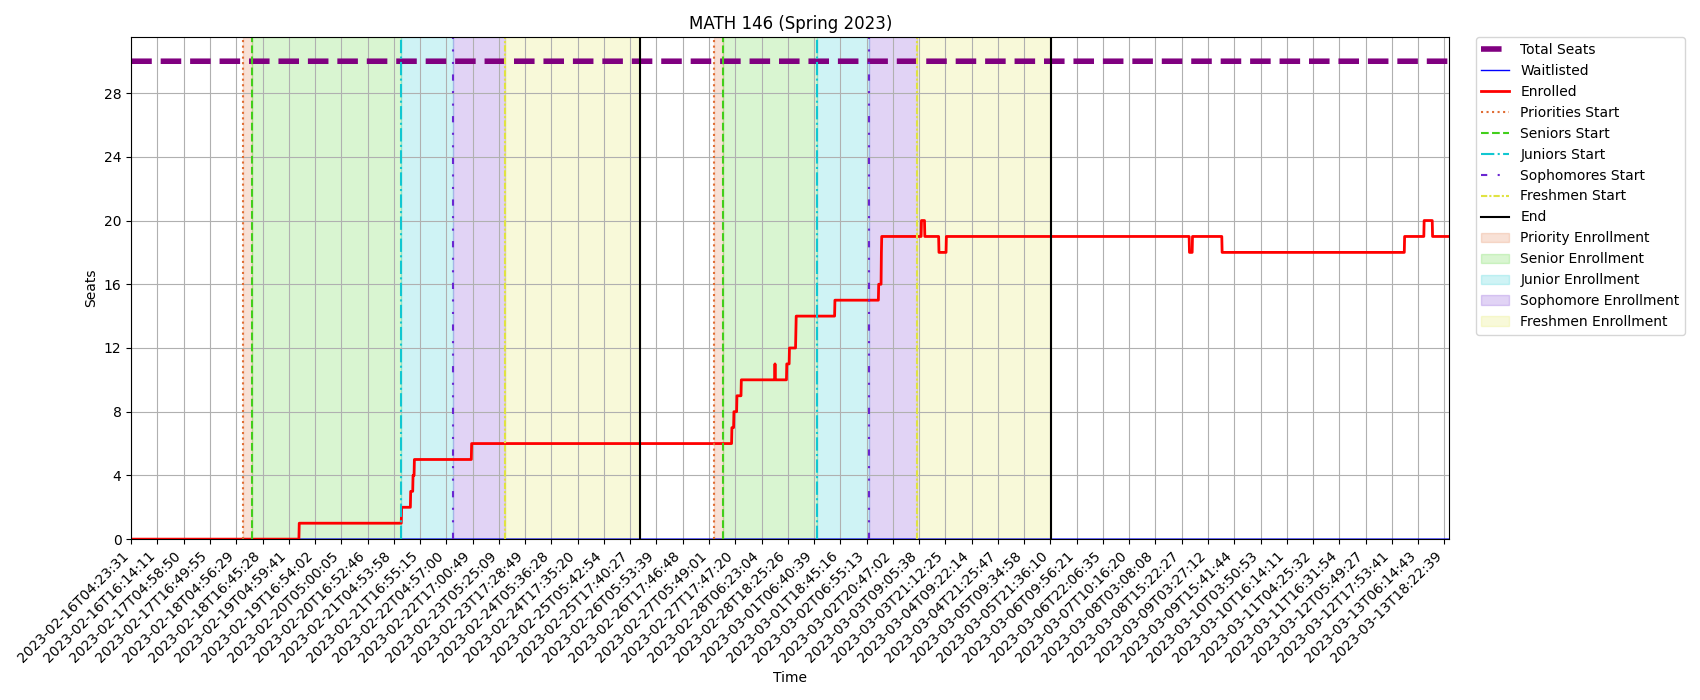 MATH 146 (Spring 2023)
Total Seats
Waitlisted
Enrolled
Priorities Start
Seniors Start
Juniors Start
Sophomores Start
Freshmen Start
End
Priority Enrollment
Senior Enrollment
Junior Enrollment
Sophomore Enrollment
Freshmen Enrollment
Seats
28
24
20
16
12
8
4
0
2023-02-16T04:23:31
2023-02-16T16:14:11
2023-02-17T04:58:50
2023-02-17T16:49:55
2023-02-18T04:56:29
2023-02-18T16:45:28
2023-02-19T04:59:41
2023-02-19T16:54:02
2023-02-20T05:00:05
2023-02-20T16:52:46
2023-02-21T04:53:58
2023-02-21T16:55:15
2023-02-22T04:57:00
2023-02-22T17:00:49
2023-02-23T05:25:09
2023-02-23T17:28:49
2023-02-24T05:36:28
2023-02-24T17:35:20
2023-02-25T05:42:54
2023-02-25T17:40:27
2023-02-26T05:53:39
2023-02-26T17:46:48
2023-02-27T05:49:01
2023-02-27T17:47:20
2023-02-28T06:23:04
2023-02-28T18:25:26
2023-03-01T06:40:39
2023-03-01T18:45:16
2023-03-02T06:55:13
2023-03-02T20:47:02
2023-03-03T09:05:38
2023-03-03T21:12:25
2023-03-04T09:22:14
2023-03-04T21:25:47
2023-03-05T09:34:58
2023-03-05T21:36:10
2023-03-06T09:56:21
2023-03-06T22:06:35
2023-03-07T10:16:20
2023-03-08T03:08:08
2023-03-08T15:22:27
2023-03-09T03:27:12
2023-03-09T15:41:44
2023-03-10T03:50:53
2023-03-10T16:14:11
2023-03-11T04:25:32
2023-03-11T16:31:54
2023-03-12T05:49:27
2023-03-12T17:53:41
2023-03-13T06:14:43
2023-03-13T18:22:39
Time